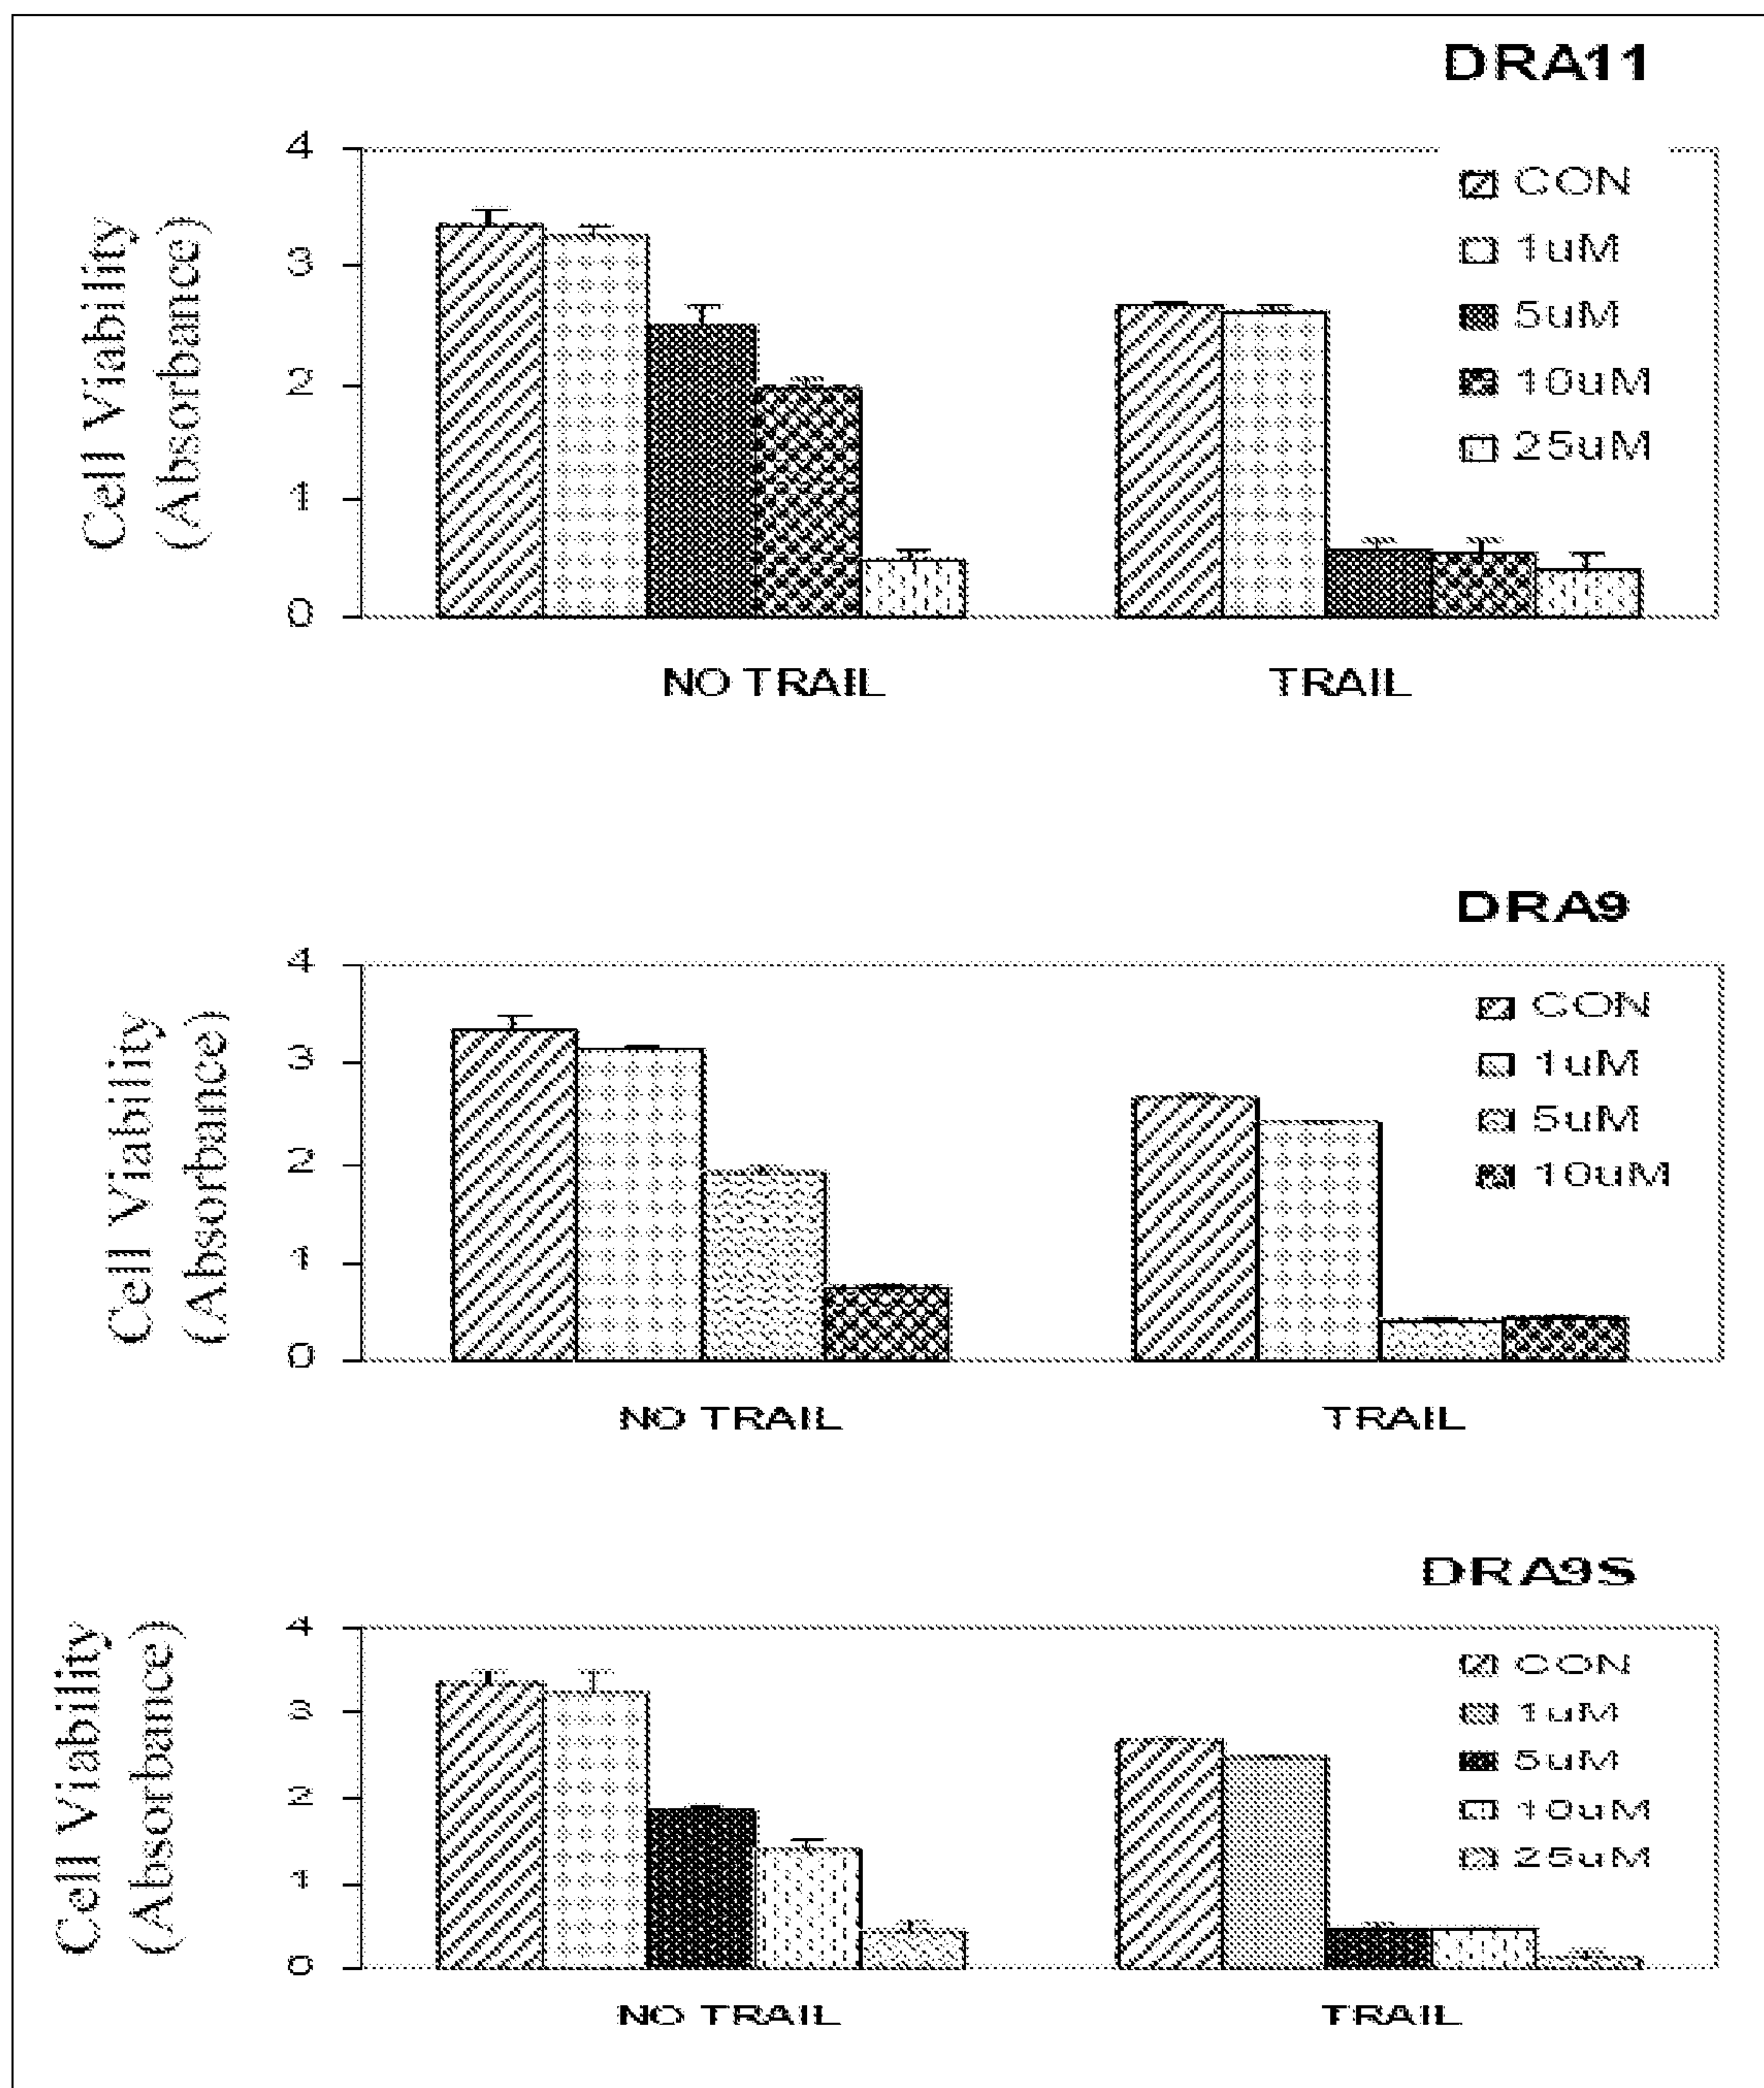 DRA11
Cell Viability
(Absorbance)
4
3
2
1
0
CON
1uM
5uM
10uM
25uM
NO TRAIL
TRAIL
DRA9
Cell Viability
(Absorbance)
4
3
2
1
0
CON
1uM
5uM
10uM
NO TRAIL
TRAIL
DRA9S
Cell Viability
(Absorbance)
4
3
2
1
0
CON
1uM
5uM
10uM
25uM
NO TRAIL
TRAIL